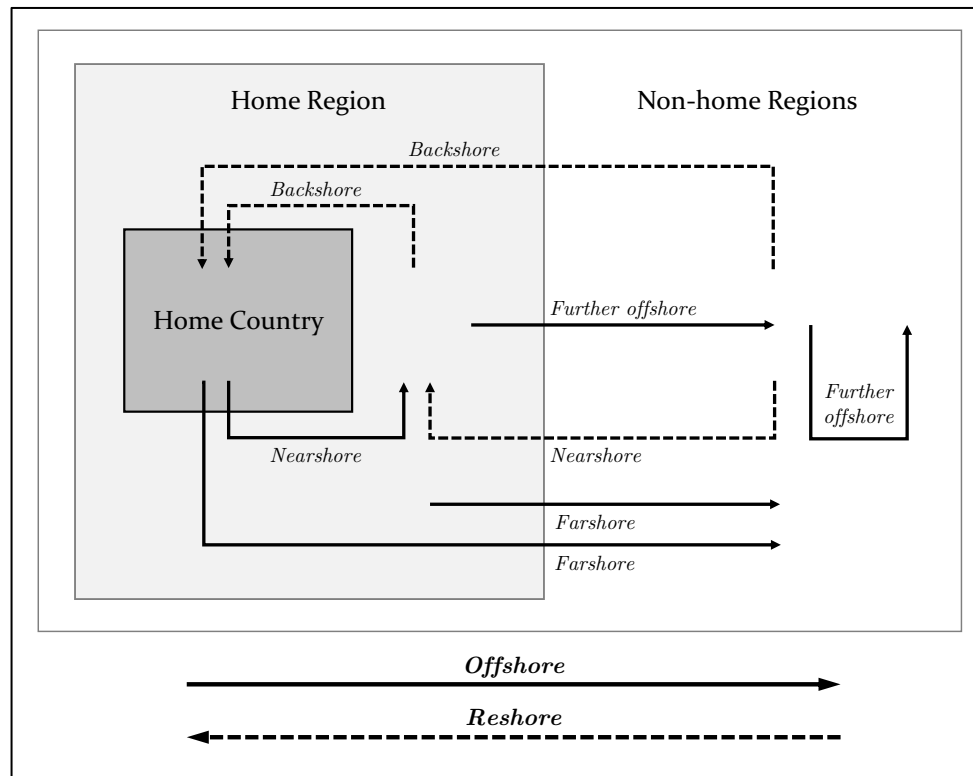 Home Region
Non-home Regions
Backshore
Backshore
Home Country
Further offshore
Further
offshore
Nearshore
Nearshore
Farshore
Farshore
Offshore
Reshore